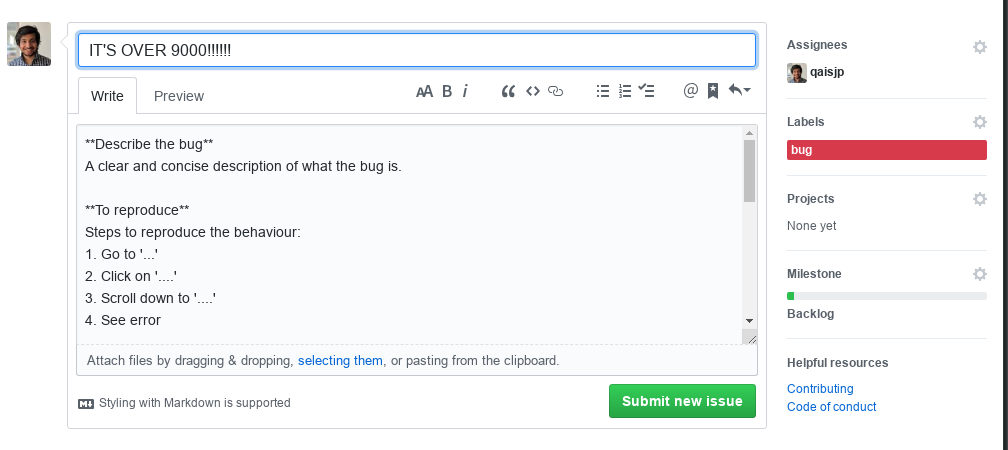 IT'S OVER 9000!!!!!!
Write Preview
AA B i
**Describe the bug**
A clear and concise description of what the bug is.
**To reproduce**
Steps to reproduce the behaviour:
1. Go to '...'
2. Click on '....'
3. Scroll down to '....'
4. See error
Attach files by dragging & dropping, selecting them, or pasting from the clipboard.
Styling with Markdown is supported
Submit new issue
Assignees
qaisjp
Labels
bug
Projects
None yet
Milestone
Backlog
Helpful resources
Contributing
Code of conduct